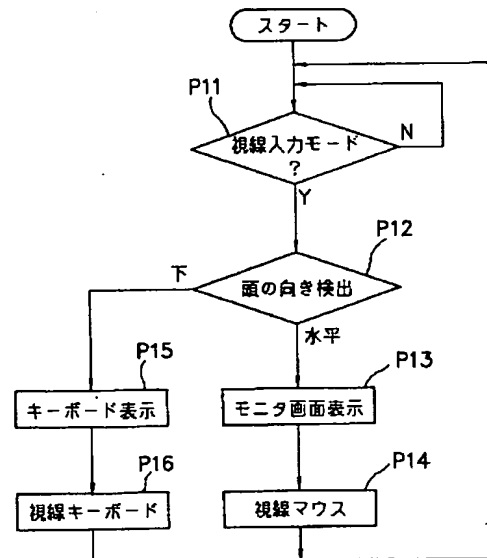 スタート
P11
視線入力モード
?
N
Y
P12
頭の向き検出
下
水平
P15
キーボード表示
P13
モニタ画面表示
P16
視線キーボード
P14
視線マウス